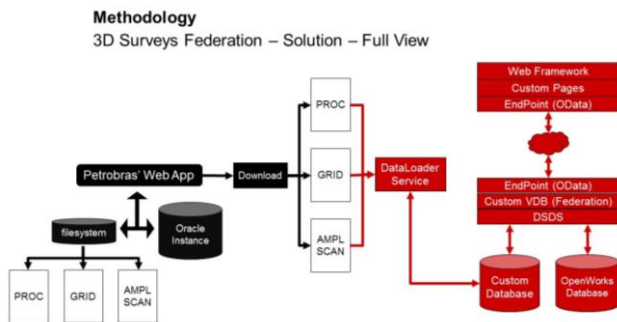 Methodology
3D Surveys Federation – Solution – Full View
Web Framework
Custom Pages
EndPoint (OData)
PROC
Petrobras' Web App
Download
GRID
DataLoader
Service
EndPoint (OData)
Custom VDB (Federation)
DSDS
filesystem
Oracle
Instance
AMPL
SCAN
PROC
GRID
AMPL
SCAN
Custom
Database
OpenWorks
Database